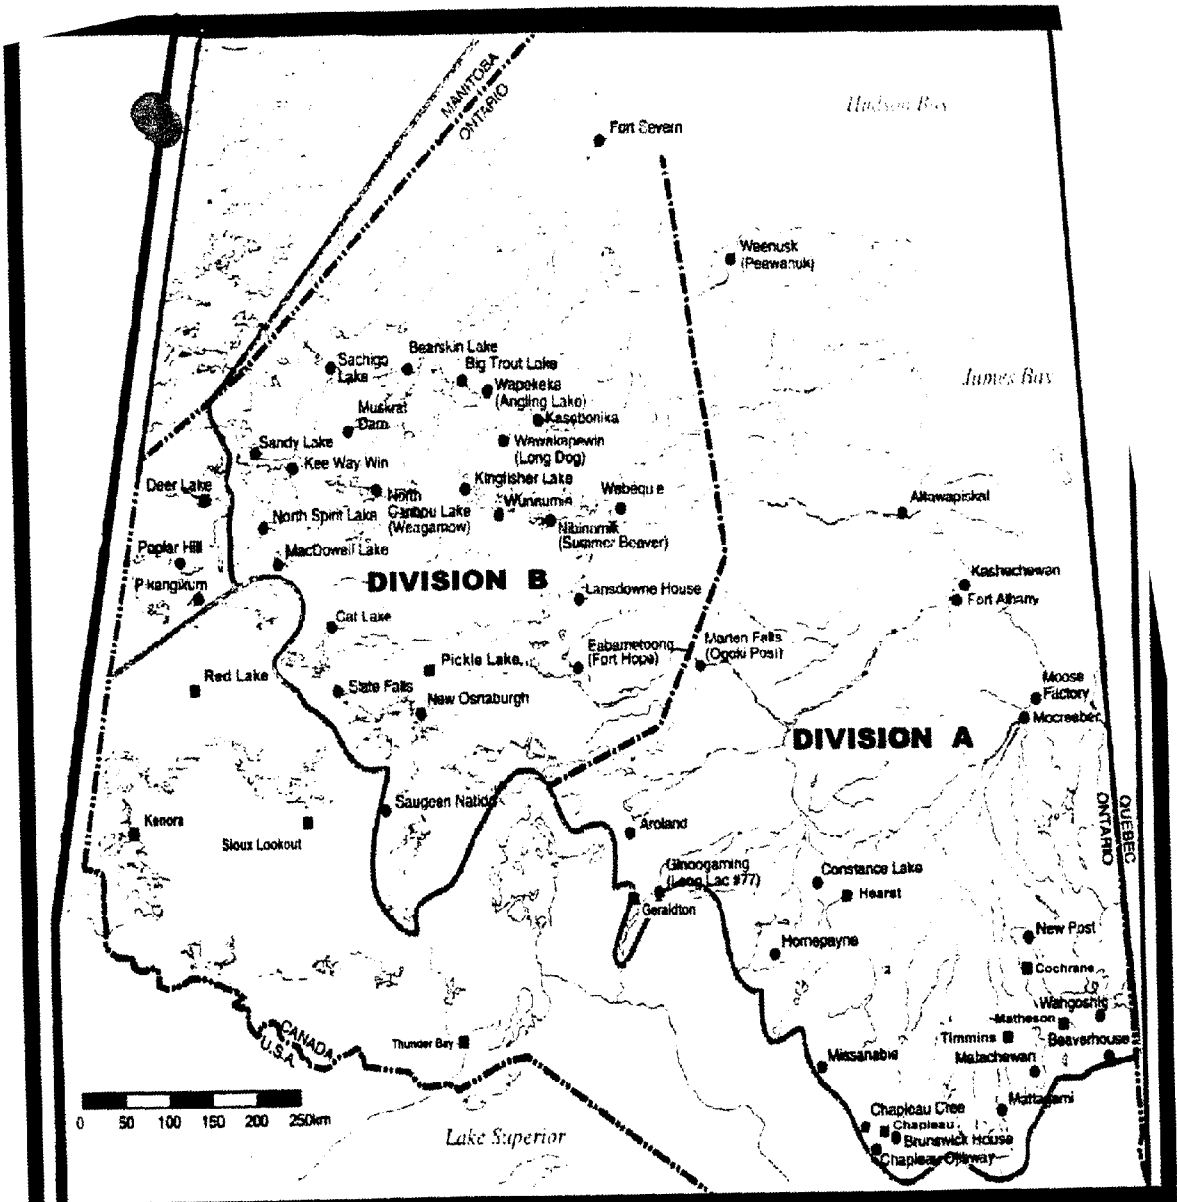 MANITOBA
ONTARIO
Hudson Bay
Fort Severn
Weenusk
(Peawanuk)
James Bay
Bearskin Lake
Sachigo
Lake
Big Trout Lake
Wapekeka
(Angling Lake)
Muskrat
Dam
Kasabonika
Sandy Lake
Wawakapewin
(Long Dog)
Kee Way Win
Deer Lake
Kingfisher Lake
North
Caribou Lake
(Weagamow)
Wunnumin
Webequie
Attawapiskat
North Spirit Lake
Nibinamik
(Summer Beaver)
Poplar Hill
MacDowell Lake
Pikangikum
DIVISION B
Lansdowne House
Kashechewan
Fort Albany
Cat Lake
Eabametoong
(Fort Hope)
Marten Falls
(Ogoki Post)
Red Lake
Pickle Lake
Slate Falls
New Osnaburgh
Moose
Factory
Mocreebec
DIVISION A
Saugeen Nation
Kenora
Sioux Lookout
Aroland
ONTARIO
QUEBEC
Ginoogaming
(Long Lac #77)
Geraldton
Constance Lake
Hearst
Hornepayne
New Post
Cochrane
Wahgoshig
Matheson
Timmins
Beaverhouse
Matachewan
CANADA
U.S.A.
Thunder Bay
Missanabie
Mattagami
Chapleau Cree
Chapleau
Brunswick House
Chapleau Ojibway
0 50 100 150 200 250km
Lake Superior